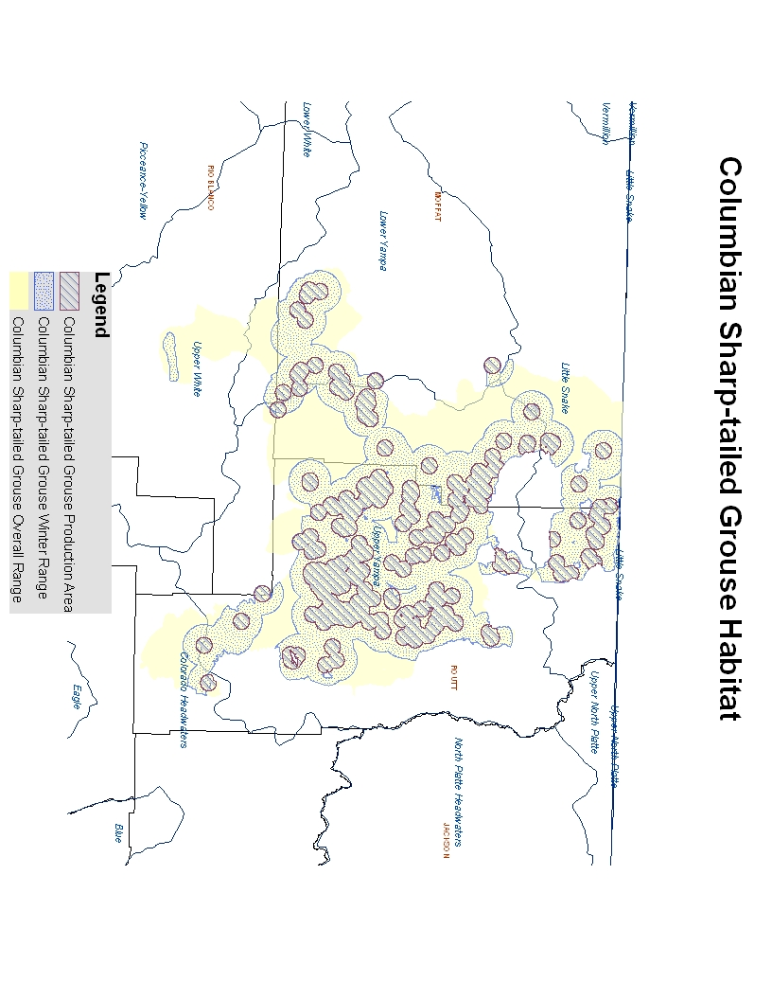 Columbian Sharp-tailed Grouse Habitat
Vermillion
Little Snake
Little Snake
Upper North Platte
Vermillion
Little Snake
Upper North Platte
MOFFAT
ROUTT
North Platte Headwaters
JACKSON
Lower Yampa
Upper Yampa
Lower White
RIO BLANCO
Upper White
Colorado Headwaters
Piceance-Yellow
Eagle
Blue
Legend
Columbian Sharp-tailed Grouse Production Area
Columbian Sharp-tailed Grouse Winter Range
Columbian Sharp-tailed Grouse Overall Range